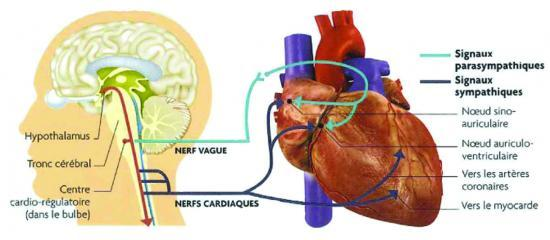 Hypothalamus
Tronc cérébral
Centre
cardio-régulatoire
(dans le bulbe)
NERF VAGUE
NERFS CARDIAQUES
Signaux
parasympathiques
Signaux
sympathiques
Nœud sino-
auriculaire
Nœud auriculo-
ventriculaire
Vers les artères
coronaires
Vers le myocarde